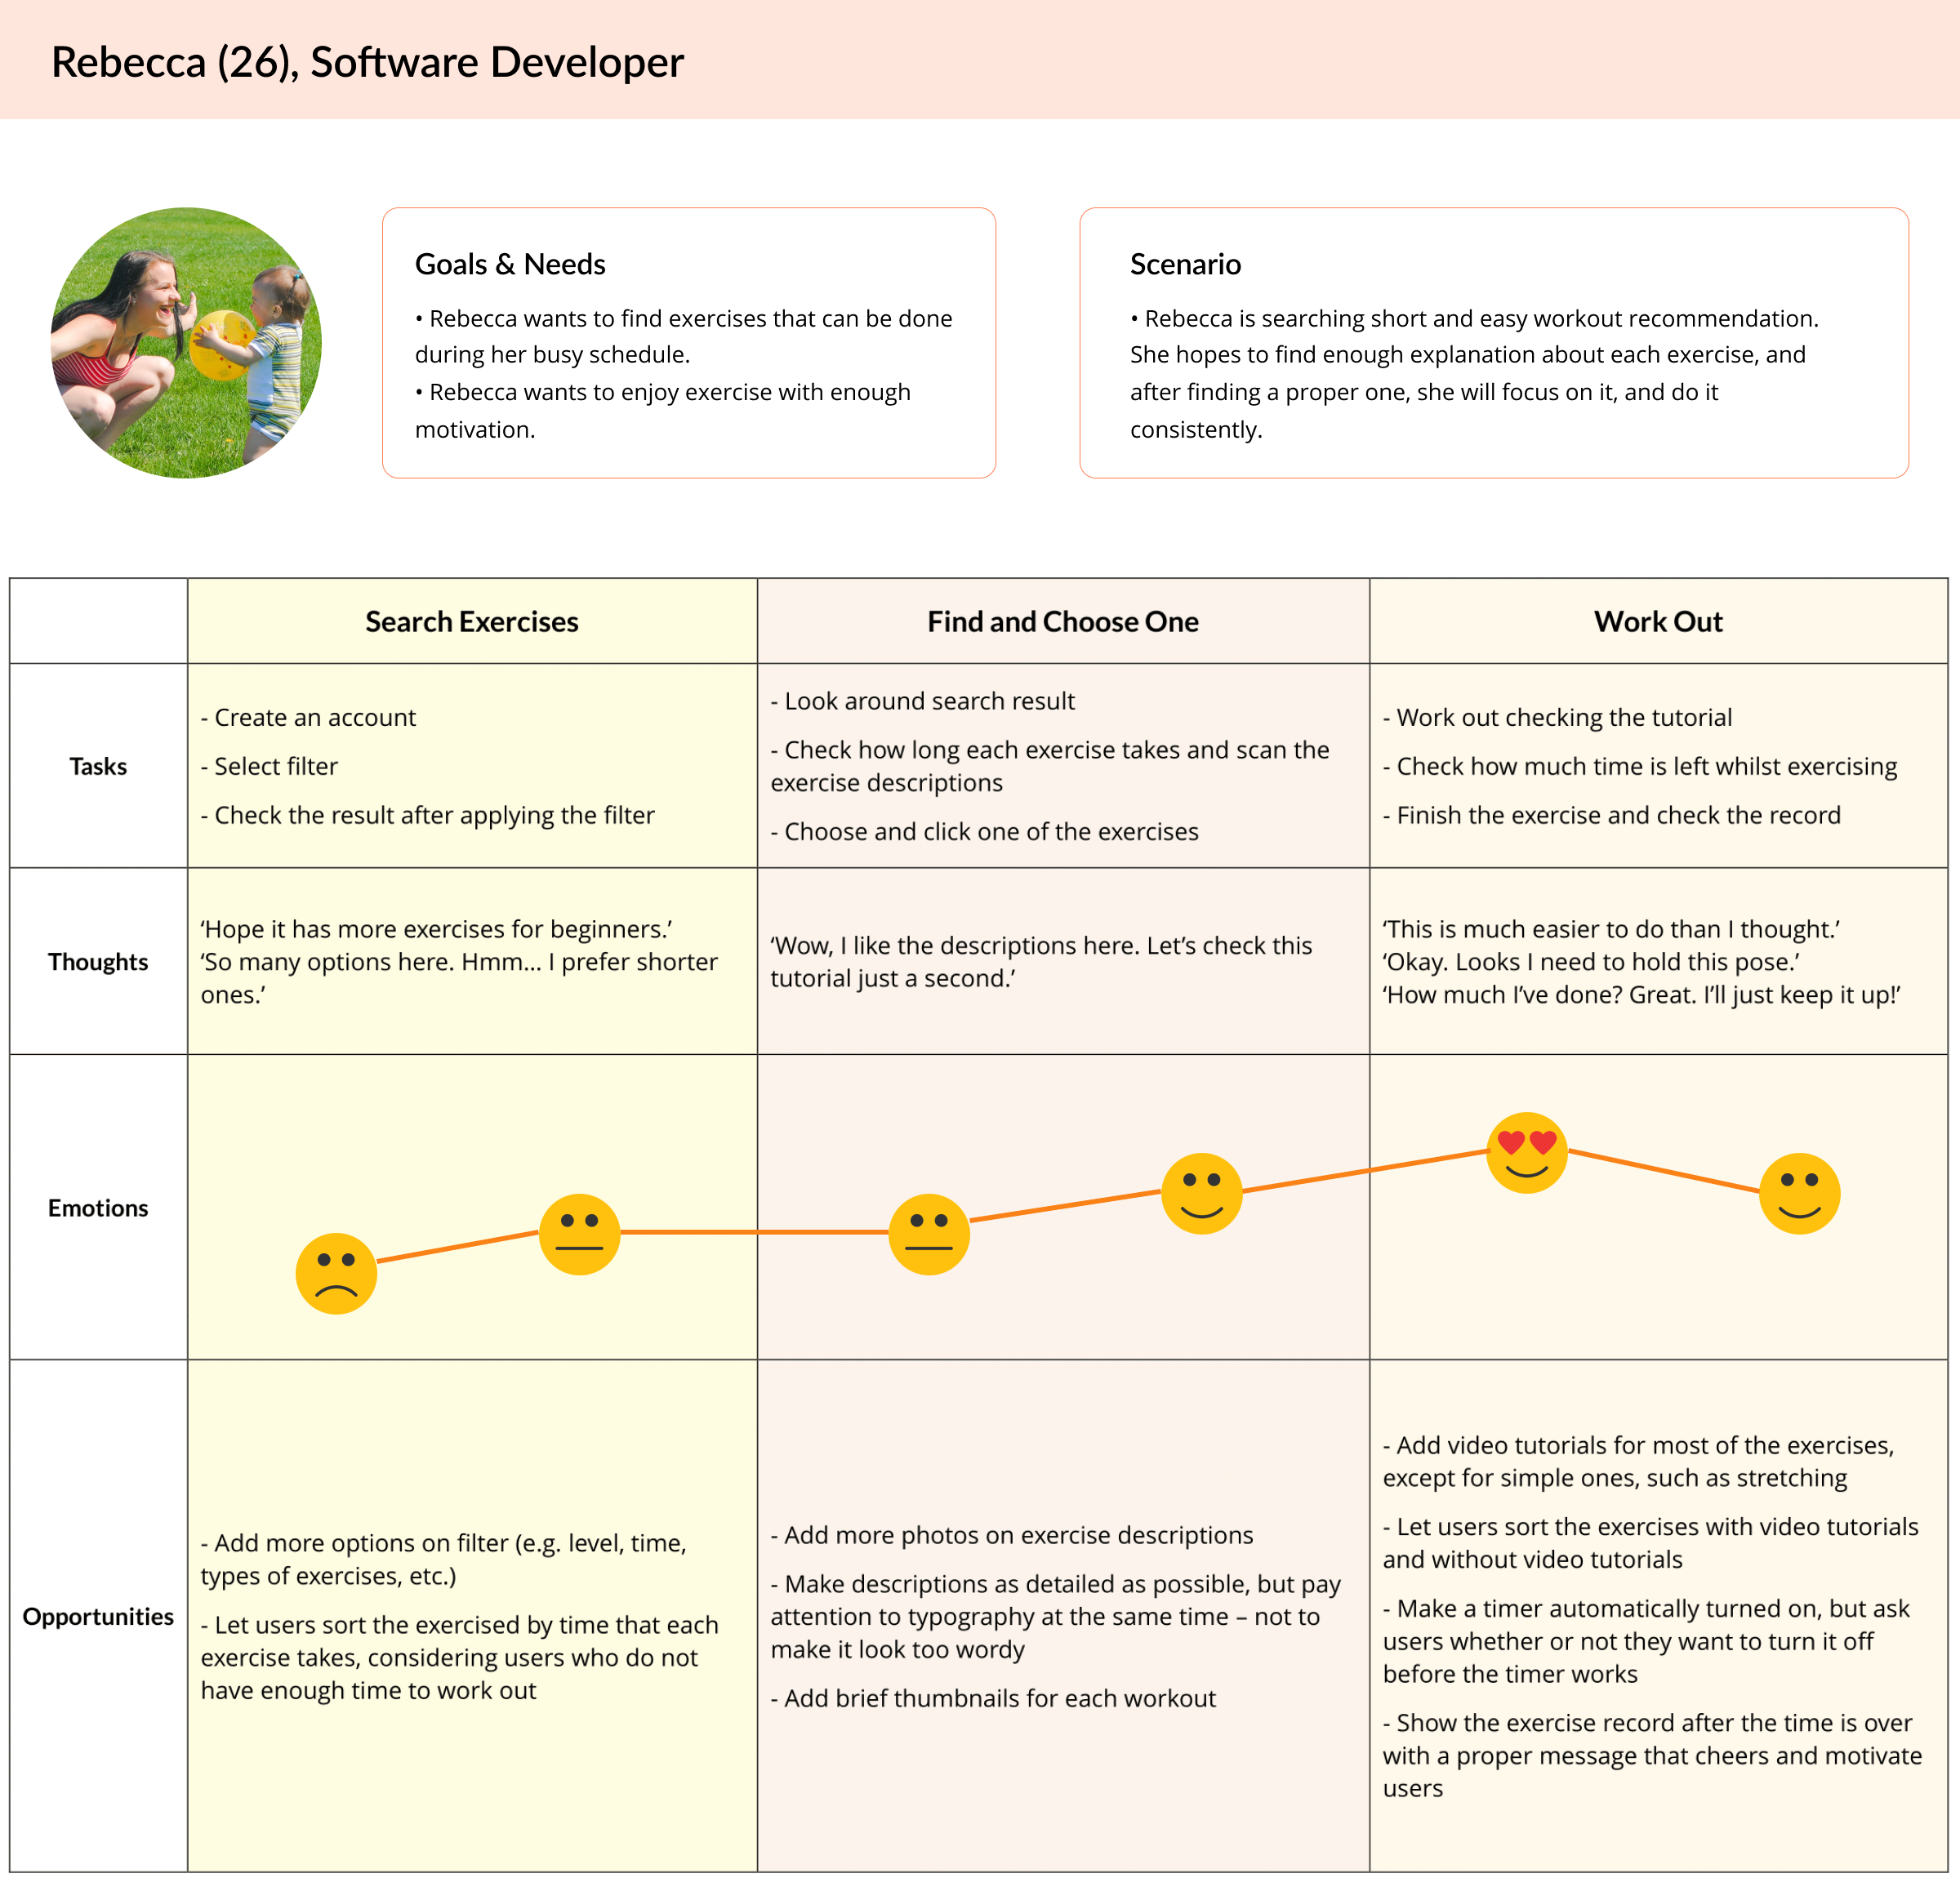 Rebecca (26), Software Developer
Goals & Needs
• Rebecca wants to find exercises that can be done
during her busy schedule.
• Rebecca wants to enjoy exercise with enough
motivation.
Scenario
• Rebecca is searching short and easy workout recommendation.
She hopes to find enough explanation about each exercise, and
after finding a proper one, she will focus on it, and do it
consistently.
Search Exercises
Find and Choose One
Work Out
Tasks
- Create an account
- Select filter
- Check the result after applying the filter
- Look around search result
- Check how long each exercise takes and scan the
exercise descriptions
- Choose and click one of the exercises
- Work out checking the tutorial
- Check how much time is left whilst exercising
- Finish the exercise and check the record
Thoughts
‘Hope it has more exercises for beginners.’
‘So many options here. Hmm... I prefer shorter
ones.’
‘Wow, I like the descriptions here. Let’s check this
tutorial just a second.’
‘This is much easier to do than I thought.’
‘Okay. Looks I need to hold this pose.’
‘How much I’ve done? Great. I’ll just keep it up!’
Emotions
Opportunities
- Add more options on filter (e.g. level, time,
types of exercises, etc.)
- Let users sort the exercised by time that each
exercise takes, considering users who do not
have enough time to work out
- Add more photos on exercise descriptions
- Make descriptions as detailed as possible, but pay
attention to typography at the same time – not to
make it look too wordy
- Add brief thumbnails for each workout
- Add video tutorials for most of the exercises,
except for simple ones, such as stretching
- Let users sort the exercises with video tutorials
and without video tutorials
- Make a timer automatically turned on, but ask
users whether or not they want to turn it off
before the timer works
- Show the exercise record after the time is over
with a proper message that cheers and motivate
users